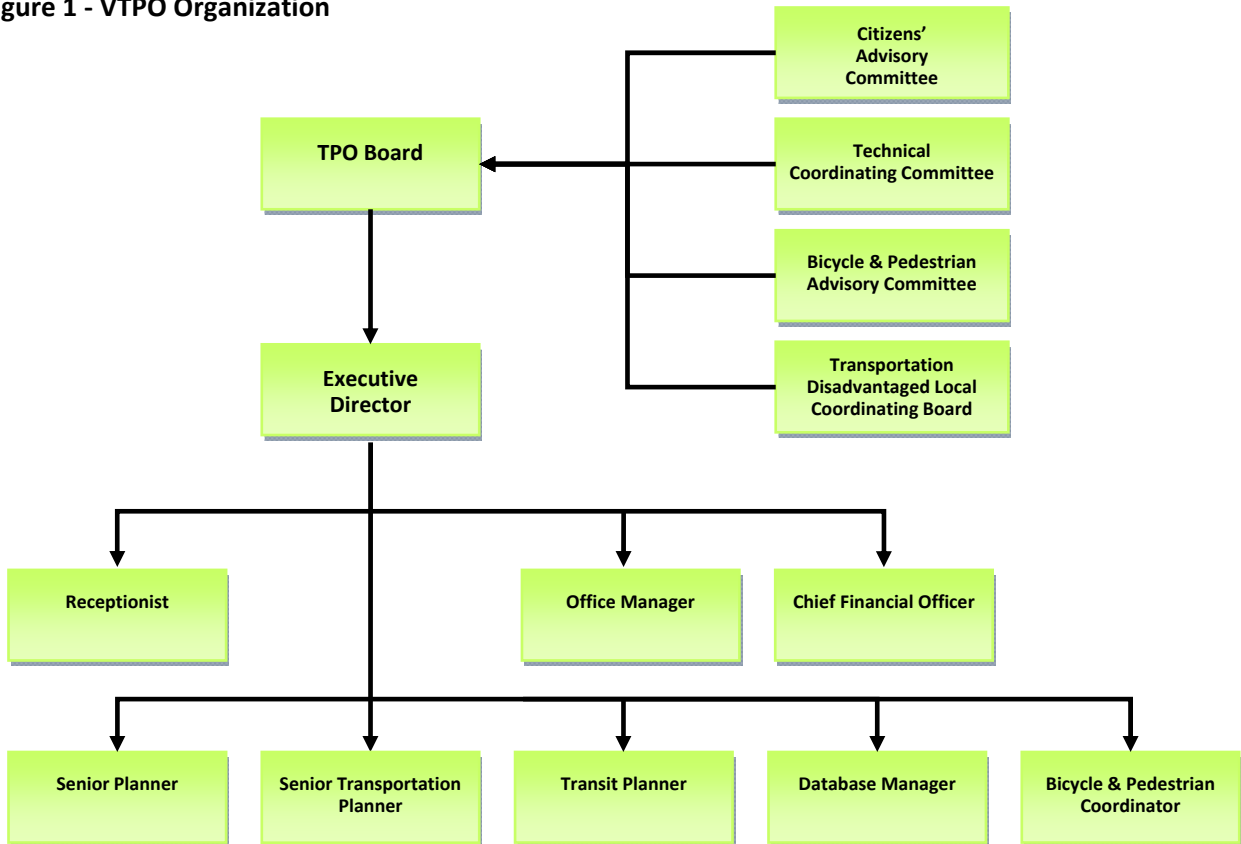 gure 1 - VTPO Organization
Citizens’
Advisory
Committee
TPO Board
Technical
Coordinating Committee
Bicycle & Pedestrian
Advisory Committee
Executive
Director
Transportation
Disadvantaged Local
Coordinating Board
Receptionist
Office Manager
Chief Financial Officer
Senior Planner
Senior Transportation
Planner
Transit Planner
Database Manager
Bicycle & Pedestrian
Coordinator